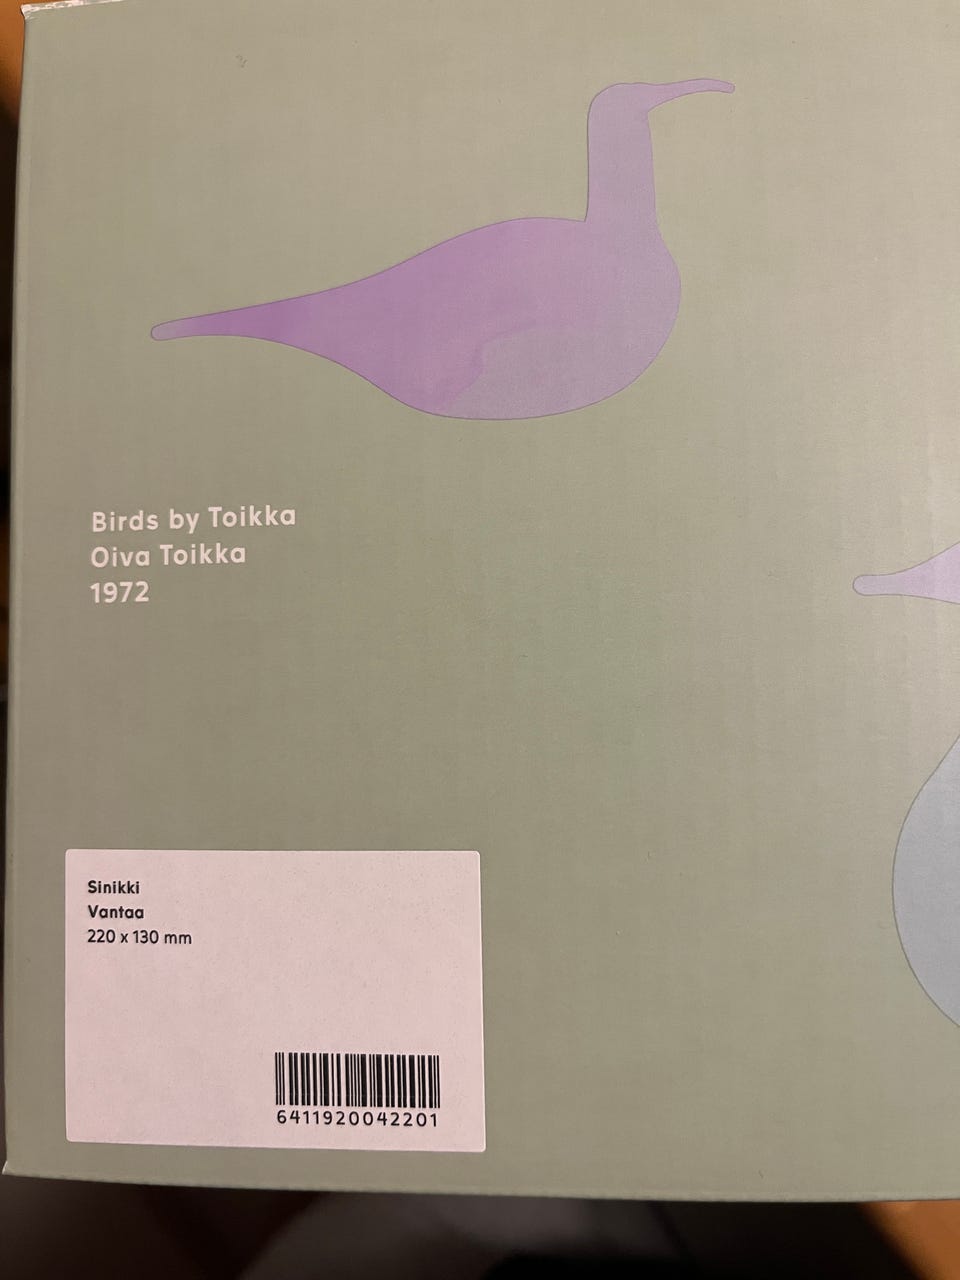 Birds by Toikka
Oiva Toikka
1972
Sinikki
Vantaa
220 x 130 mm
6411920042201